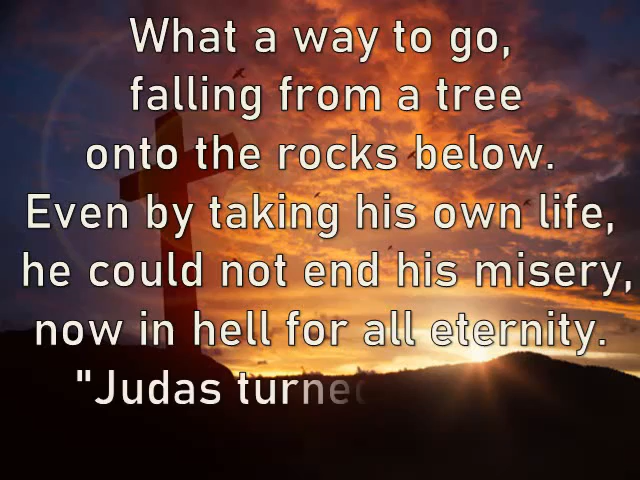 What a way to go,
falling from a tree
onto the rocks below.
Even by taking his own life,
he could not end his misery,
now in hell for all eternity.
"Judas turned